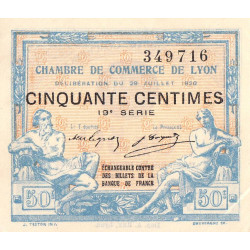 349716
CHAMBRE DE COMMERCE DE LYON
DÉLIBÉRATION DU 29 JUILLET 1920
CINQUANTE CENTIMES
19e SÉRIE
ÉCHANGEABLE CONTRE
DES BILLETS DE LA
BANQUE DE FRANCE
50c 50c